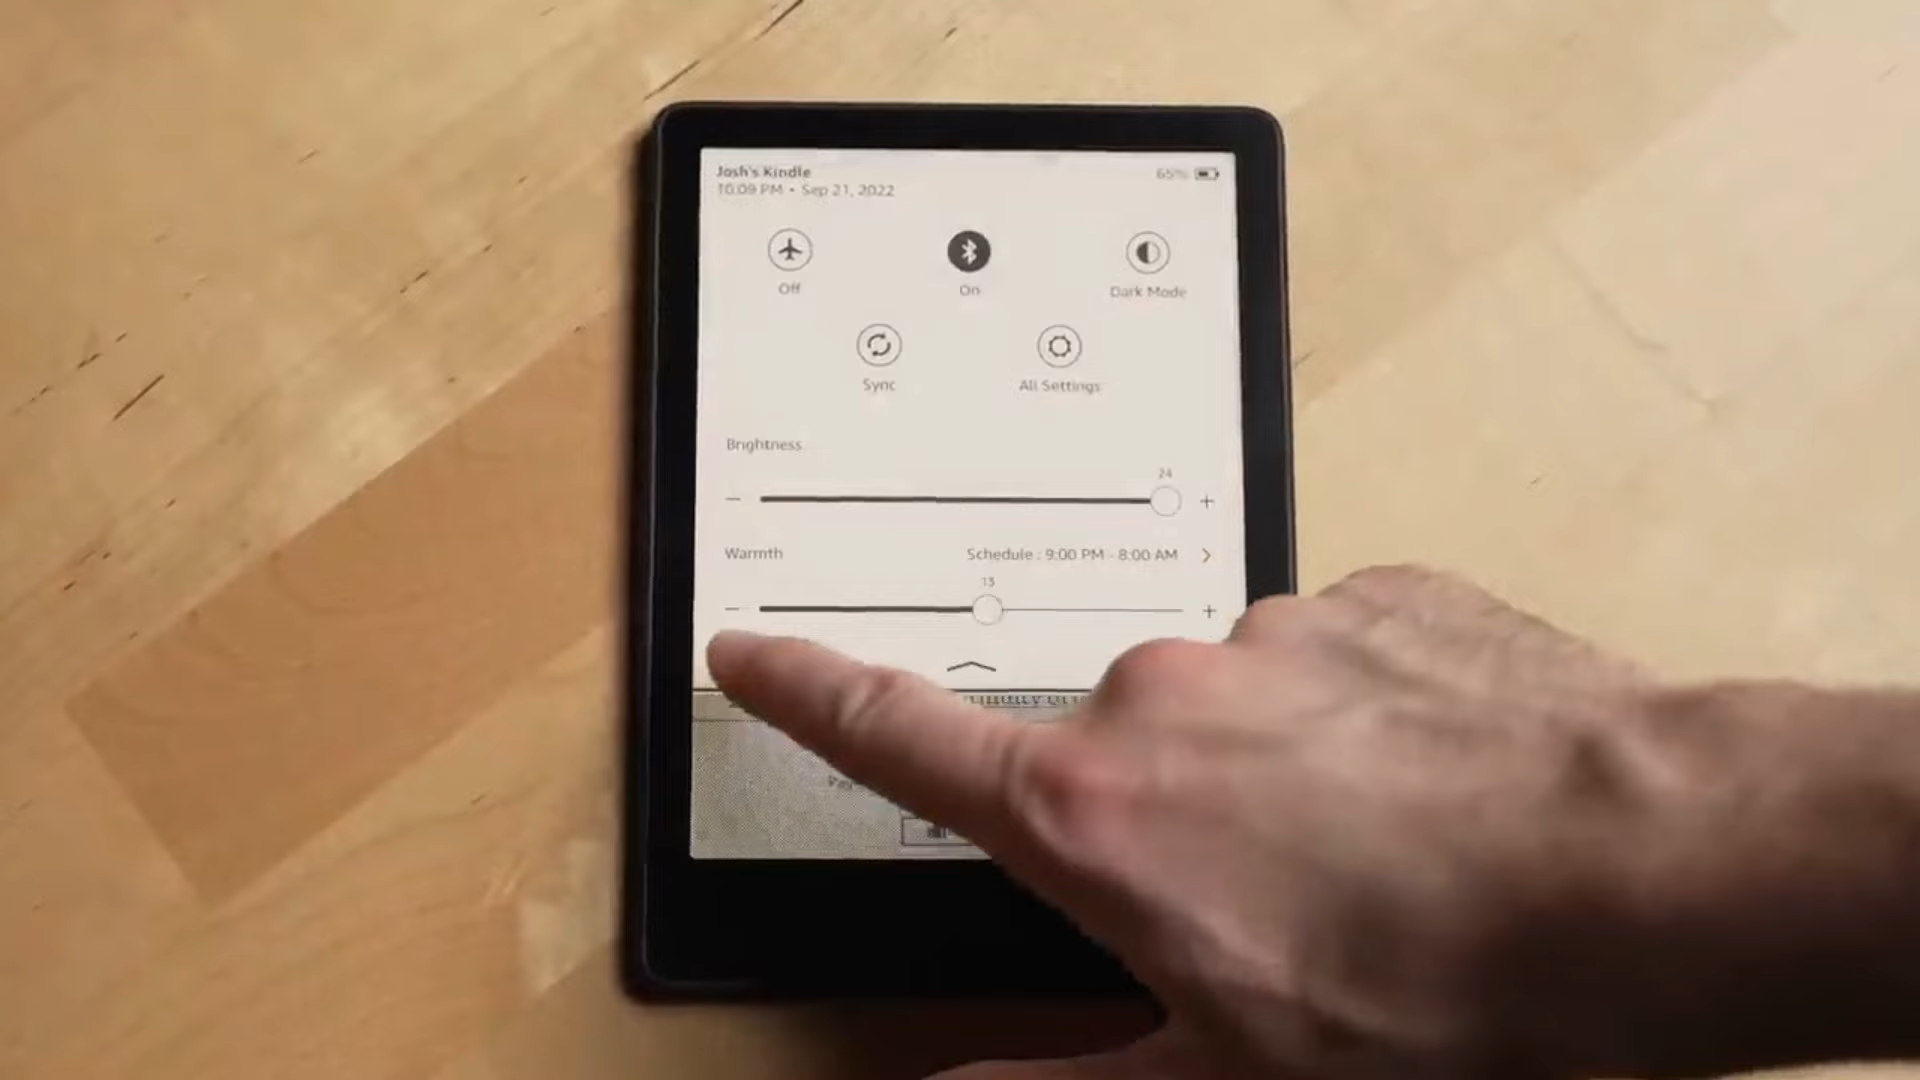 Josh's Kindle
65%
10:09 PM • Sep 21, 2022
Off
On
Dark Mode
Sync
All Settings
Brightness
24
− +
Warmth
Schedule : 9:00 PM - 8:00 AM >
13
− +